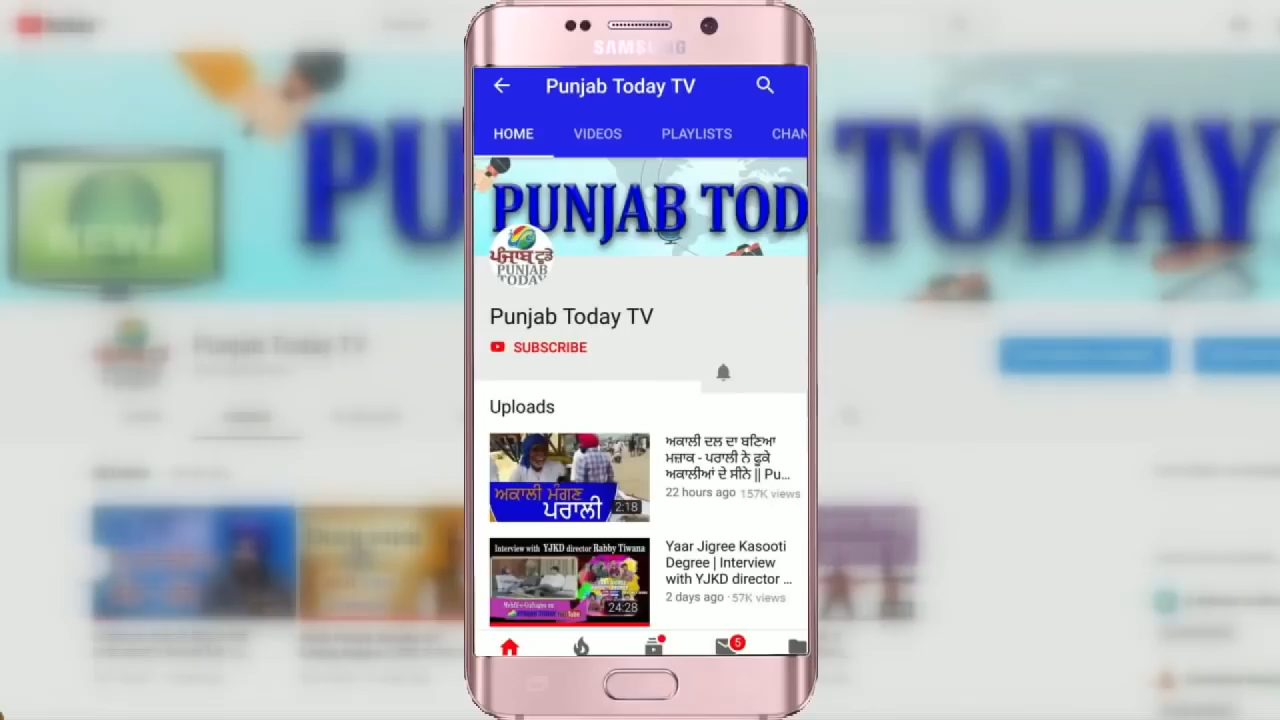 SAMSUNG
Punjab Today TV
HOME VIDEOS PLAYLISTS CHAN
PUNJAB TOD
TODAY
ਪੰਜਾਬ ਟੂਡੇ
PUNJAB
TODAY
Punjab Today TV
SUBSCRIBE
Uploads
ਅਕਾਲੀ ਦਲ ਦਾ ਬਣਿਆ
ਮਜ਼ਾਕ - ਪਰਾਲੀ ਨੇ ਫੂਕੇ
ਅਕਾਲੀਆਂ ਦੇ ਸੀਨੇ || Pu...
22 hours ago 157K views
ਅਕਾਲੀ ਮੰਗਣ
ਪਰਾਲੀ
2:18
Interview with YJKD director Rabby Tiwana
Yaar Jigree Kasooti
Degree | Interview
with YJKD director ...
2 days ago · 57K views
24:28
5